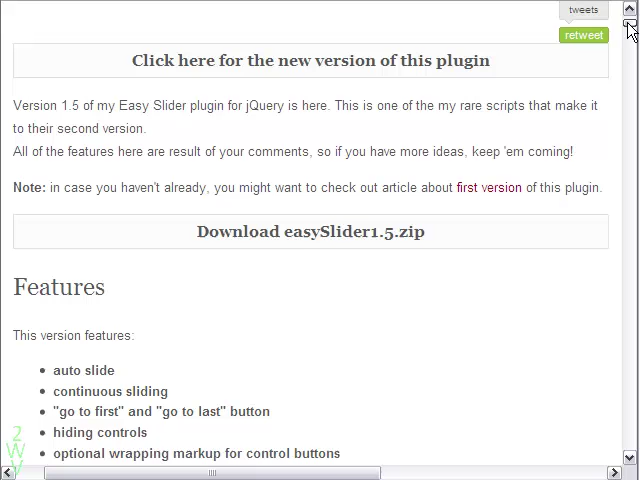 tweets
retweet
Click here for the new version of this plugin
Version 1.5 of my Easy Slider plugin for jQuery is here. This is one of the my rare scripts that make it
to their second version.
All of the features here are result of your comments, so if you have more ideas, keep 'em coming!
Note: in case you haven't already, you might want to check out article about first version of this plugin.
Download easySlider1.5.zip
Features
This version features:
auto slide
continuous sliding
"go to first" and "go to last" button
hiding controls
optional wrapping markup for control buttons
2
W
V